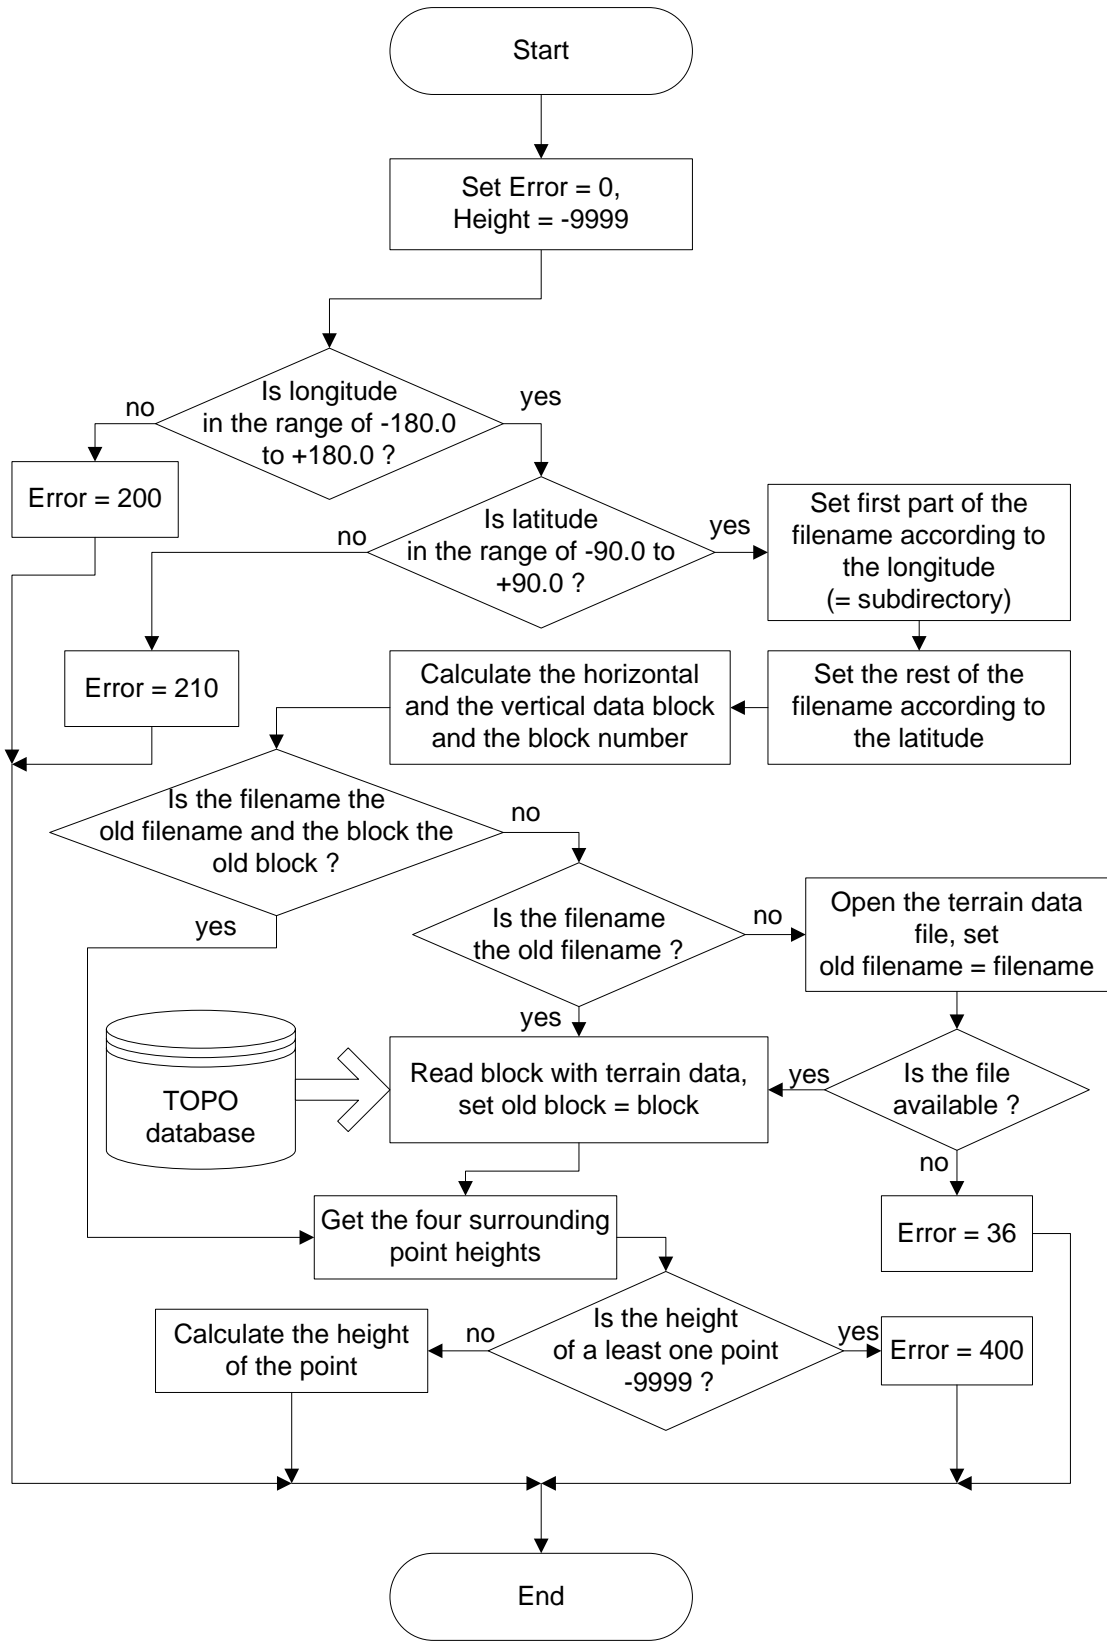 Start
Set Error = 0,
Height = -9999
Is longitude
in the range of -180.0
to +180.0 ?
no
yes
Error = 200
Is latitude
in the range of -90.0 to
+90.0 ?
no
yes
Set first part of the
filename according to
the longitude
(= subdirectory)
Error = 210
Calculate the horizontal
and the vertical data block
and the block number
Set the rest of the
filename according to
the latitude
Is the filename the
old filename and the block the
old block ?
no
yes
Is the filename
the old filename ?
no
yes
Open the terrain data
file, set
old filename = filename
TOPO
database
Read block with terrain data,
set old block = block
yes
Is the file
available ?
no
Get the four surrounding
point heights
Error = 36
Calculate the height
of the point
no
Is the height
of a least one point
-9999 ?
yes
Error = 400
End